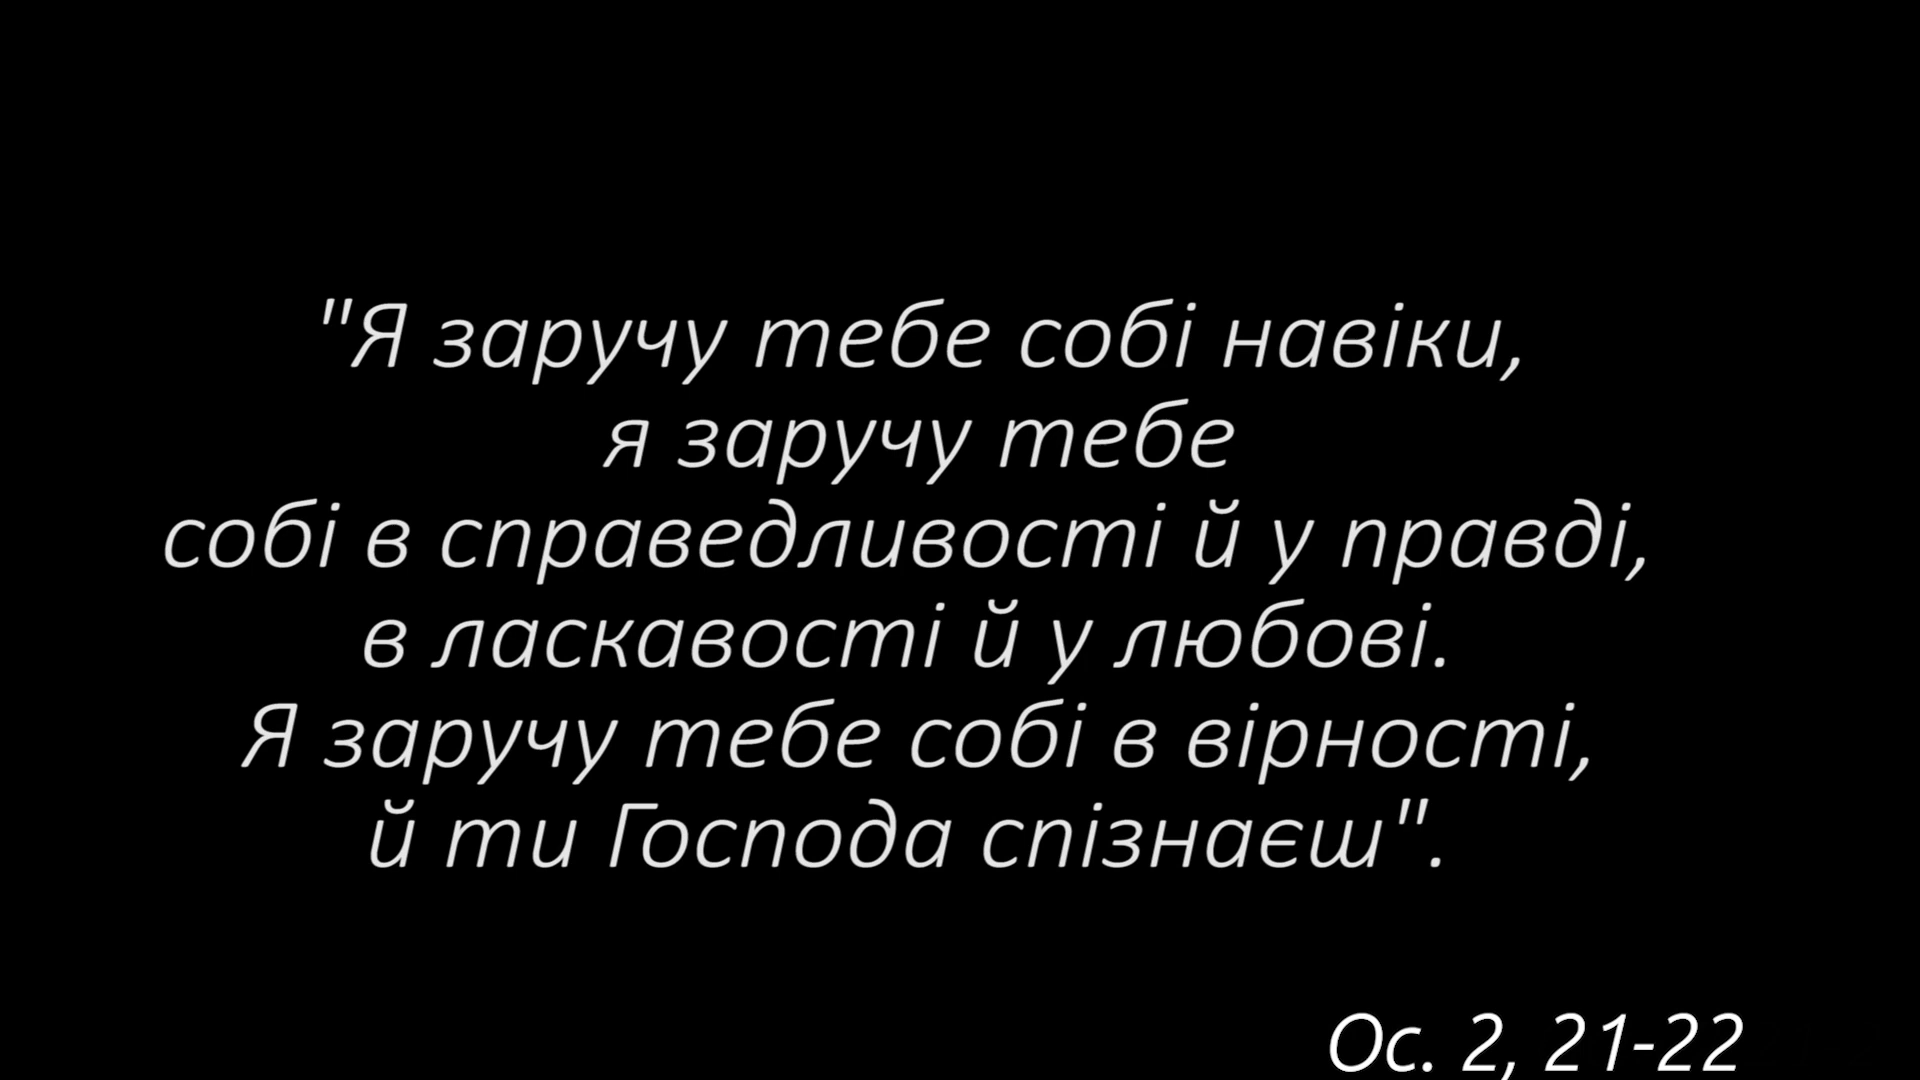 "Я заручу тебе собі навіки,
я заручу тебе
собі в справедливості й у правді,
в ласкавості й у любові.
Я заручу тебе собі в вірності,
й ти Господа спізнаєш".
Ос. 2, 21-22